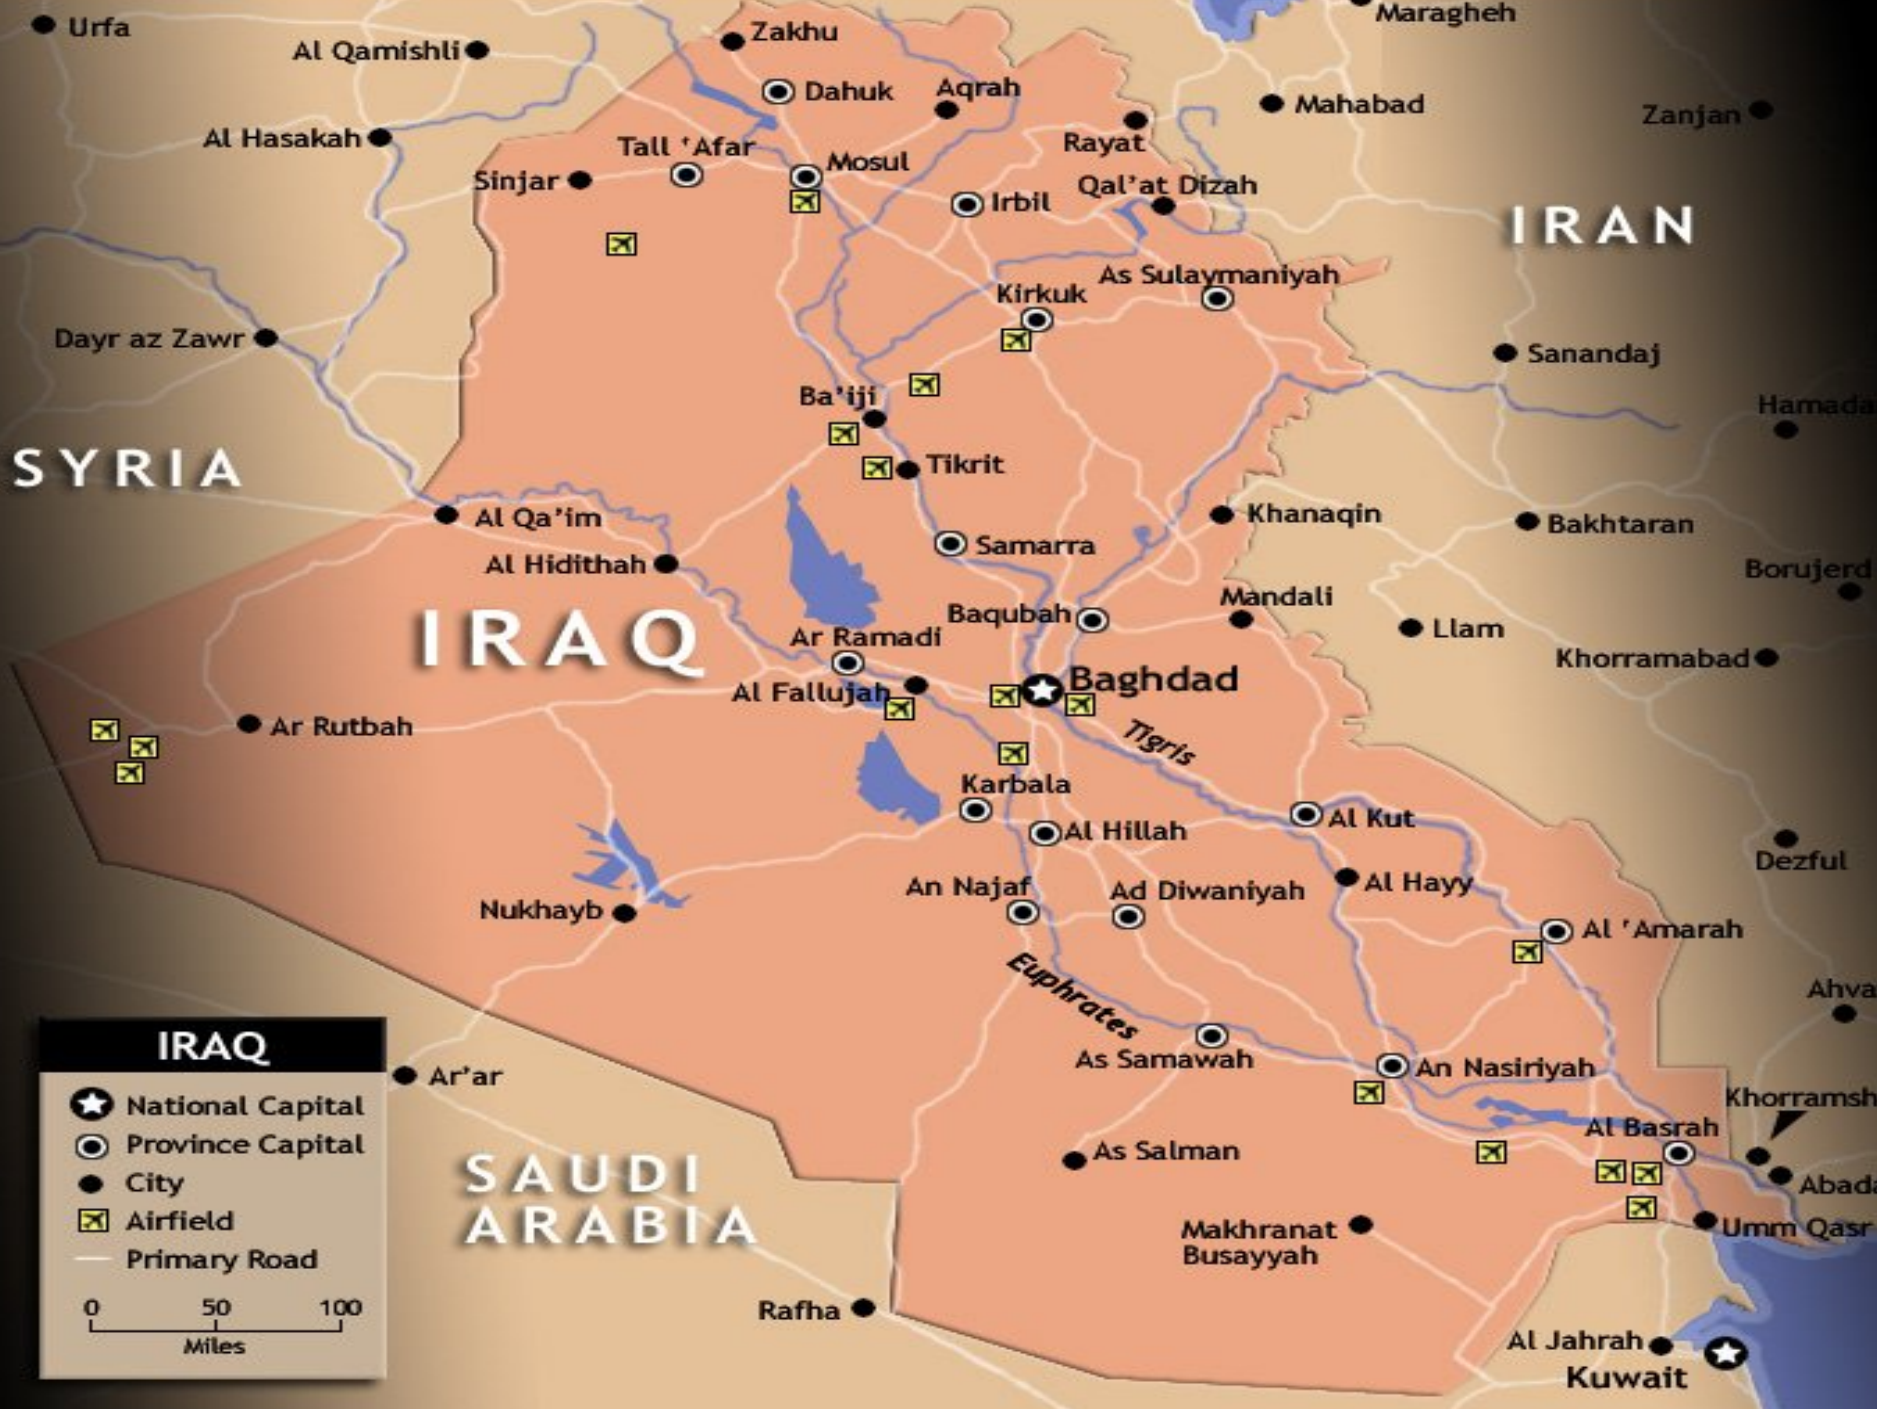 Urfa
Al Qamishli
Zakhu
Maragheh
Dahuk
Aqrah
Mahabad
Zanjan
Al Hasakah
Tall 'Afar
Mosul
Rayat
Sinjar
Irbil
Qal'at Dizah
IRAN
As Sulaymaniyah
Kirkuk
Dayr az Zawr
Sanandaj
Ba'iji
Hamada
SYRIA
Tikrit
Al Qa'im
Khanaqin
Bakhtaran
Samarra
Al Hidithah
Borujerd
IRAQ
Baqubah
Mandali
Llam
Ar Ramadi
Khorramabad
Al Fallujah
Baghdad
Ar Rutbah
Tigris
Karbala
Al Kut
Al Hillah
Dezful
An Najaf
Ad Diwaniyah
Al Hayy
Nukhayb
Al 'Amarah
Euphrates
Ahva
As Samawah
An Nasiriyah
Ar'ar
Khorramsh
Al Basrah
As Salman
Abada
SAUDI
ARABIA
Makhranat
Busayyah
Umm Qasr
Rafha
Al Jahrah
Kuwait
IRAQ
National Capital
Province Capital
City
Airfield
Primary Road
0 50 100
Miles